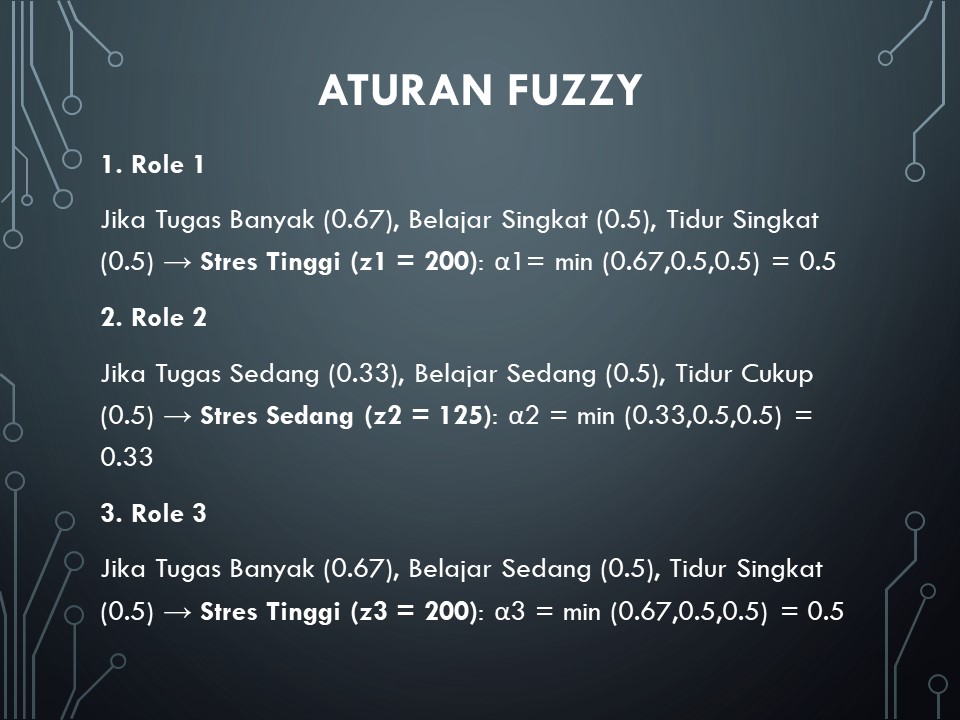 ATURAN FUZZY
1. Role 1
Jika Tugas Banyak (0.67), Belajar Singkat (0.5), Tidur Singkat
(0.5) → Stres Tinggi (z1 = 200): α1= min (0.67,0.5,0.5) = 0.5
2. Role 2
Jika Tugas Sedang (0.33), Belajar Sedang (0.5), Tidur Cukup
(0.5) → Stres Sedang (z2 = 125): α2 = min (0.33,0.5,0.5) =
0.33
3. Role 3
Jika Tugas Banyak (0.67), Belajar Sedang (0.5), Tidur Singkat
(0.5) → Stres Tinggi (z3 = 200): α3 = min (0.67,0.5,0.5) = 0.5